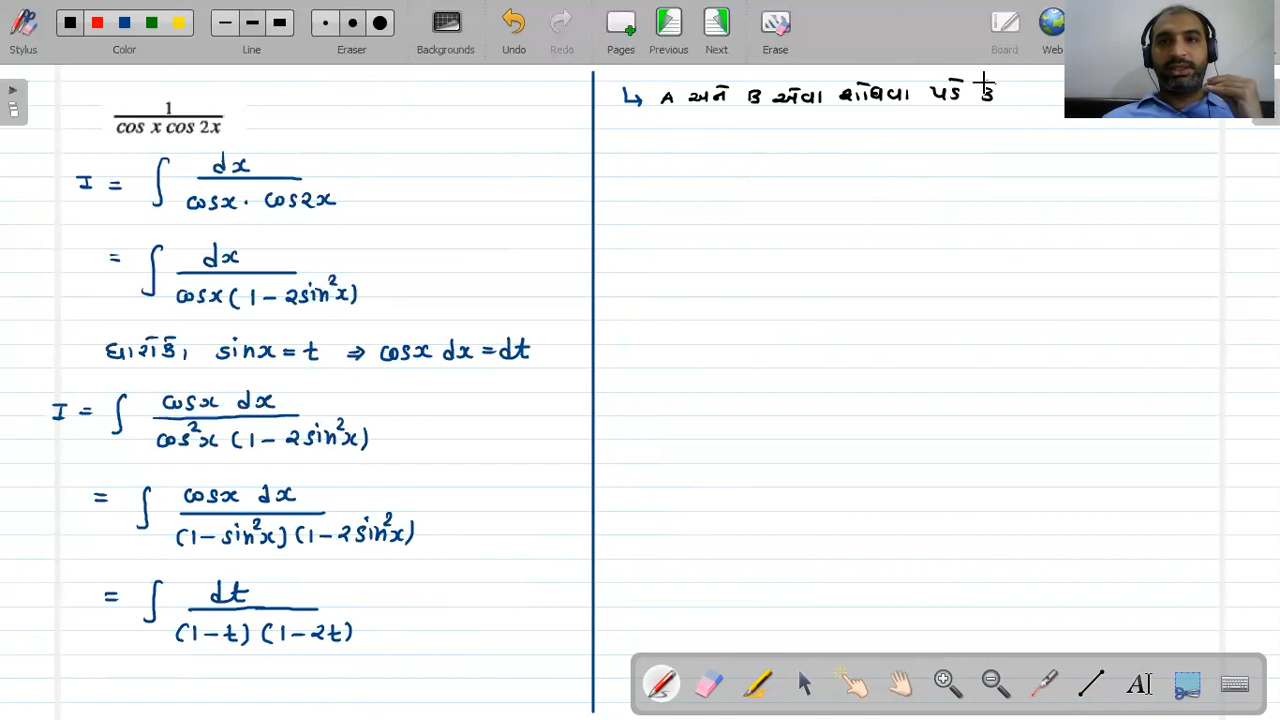 Stylus
Color
Line
Eraser
Backgrounds
Undo
Redo
Pages
Previous
Next
Erase
Board
Web
1
cos x cos 2x
I = ∫ dx / cosx · cos2x
= ∫ dx / cosx(1 - 2sin²x)
ધારોકે, sinx = t ⇒ cosx dx = dt
I = ∫ cosx dx / cos²x (1 - 2sin²x)
= ∫ cosx dx / (1 - sin²x)(1 - 2sin²x)
= ∫ dt / (1-t)(1-2t)
↳ A અને B એવા શોધવા પડે કે